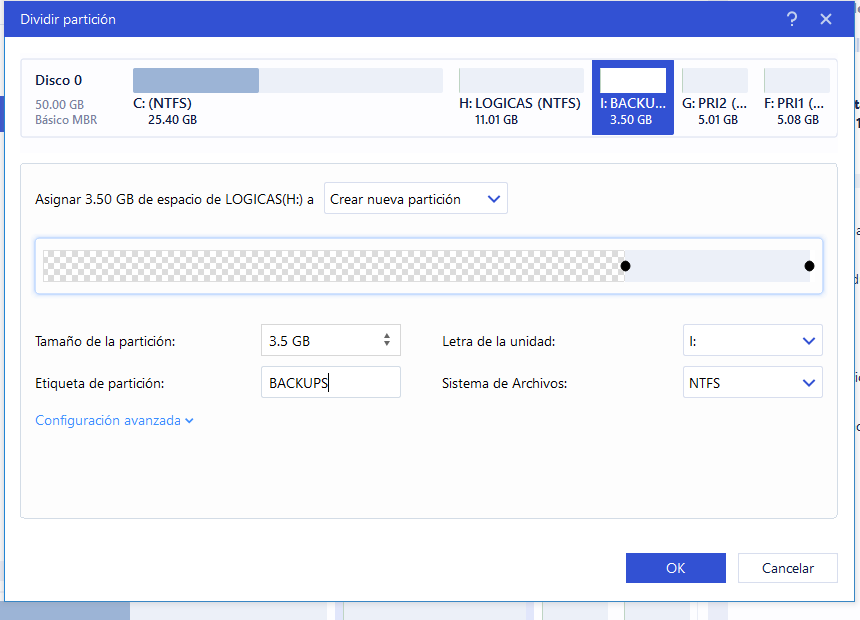 Dividir partición
?
Disco 0
50.00 GB
Básico MBR
C: (NTFS)
25.40 GB
H: LOGICAS (NTFS)
11.01 GB
I: BACKU...
3.50 GB
G: PRI2 (...
5.01 GB
F: PRI1 (...
5.08 GB
Asignar 3.50 GB de espacio de LOGICAS(H:) a
Crear nueva partición
Tamaño de la partición:
3.5 GB
Letra de la unidad:
I:
Etiqueta de partición:
BACKUPS
Sistema de Archivos:
NTFS
Configuración avanzada
OK
Cancelar